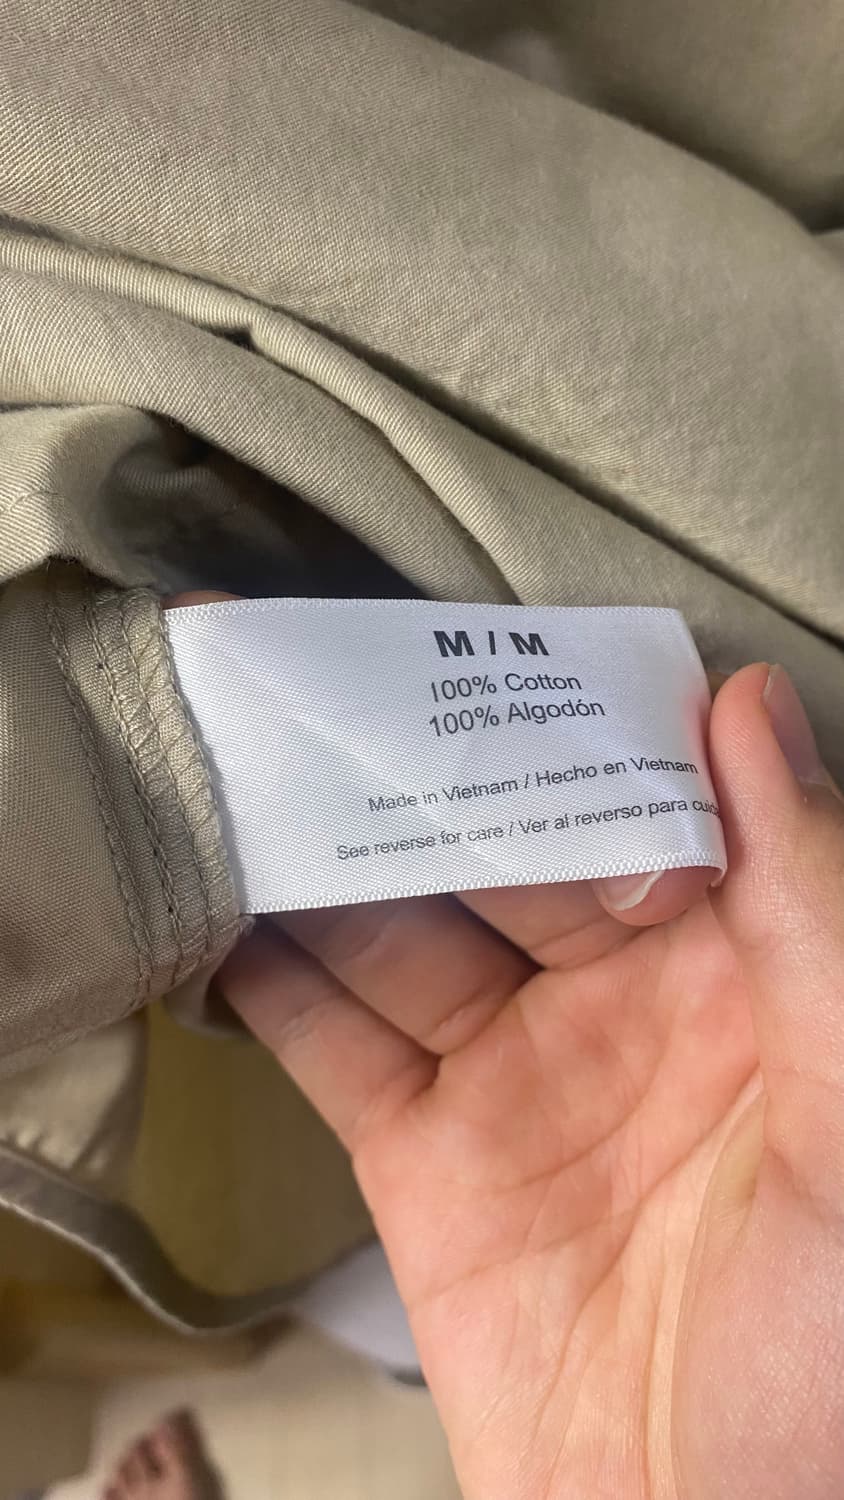 M / M
100% Cotton
100% Algodón
Made in Vietnam / Hecho en Vietnam
See reverse for care / Ver al reverso para